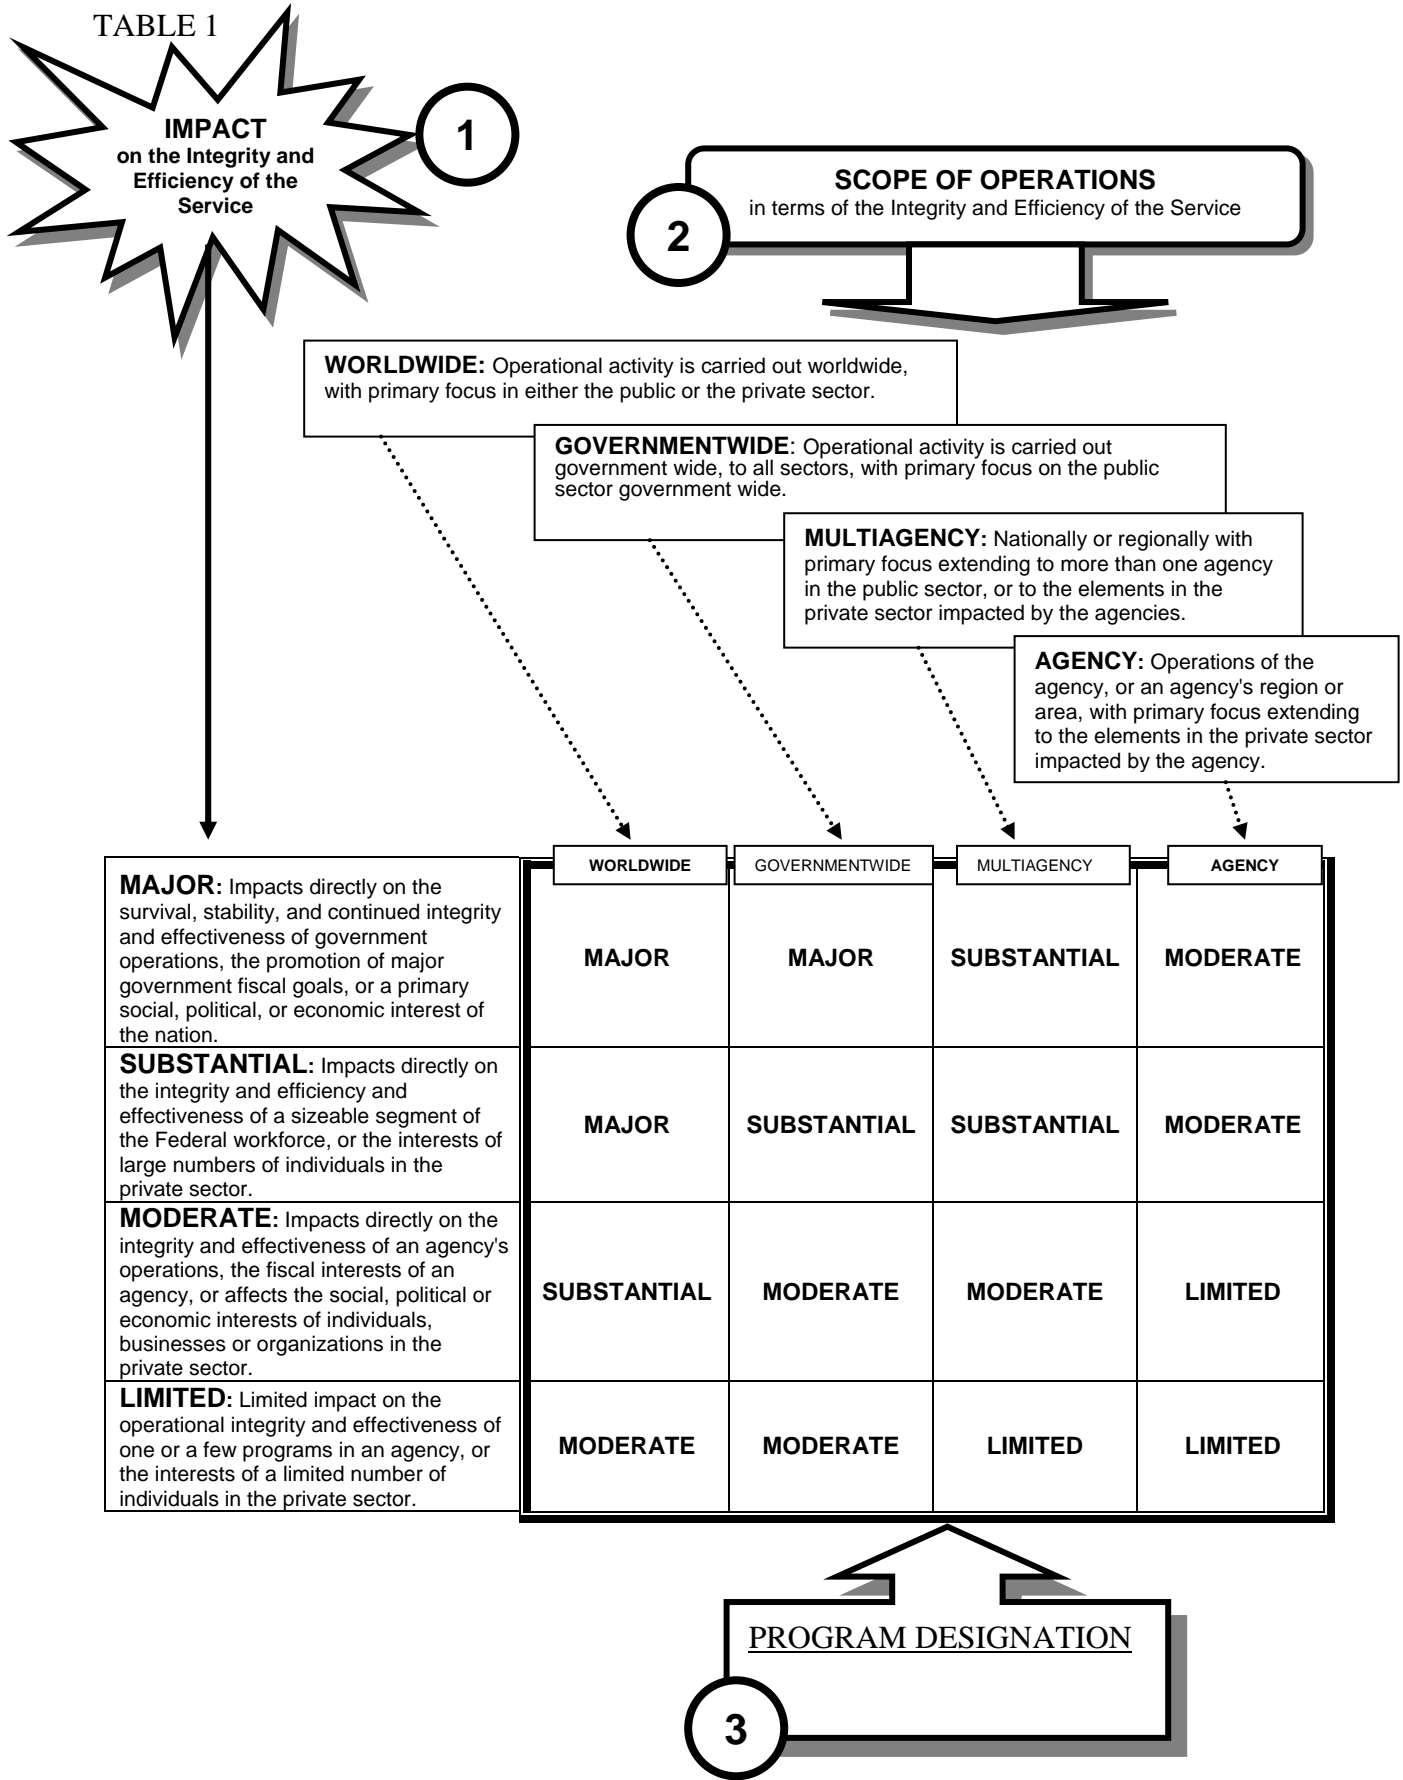 TABLE 1
IMPACT
on the Integrity and
Efficiency of the
Service
1
SCOPE OF OPERATIONS
in terms of the Integrity and Efficiency of the Service
2
WORLDWIDE: Operational activity is carried out worldwide,
with primary focus in either the public or the private sector.
GOVERNMENTWIDE: Operational activity is carried out
government wide, to all sectors, with primary focus on the public
sector government wide.
MULTIAGENCY: Nationally or regionally with
primary focus extending to more than one agency
in the public sector, or to the elements in the
private sector impacted by the agencies.
AGENCY: Operations of the
agency, or an agency's region or
area, with primary focus extending
to the elements in the private sector
impacted by the agency.
WORLDWIDE GOVERNMENTWIDE MULTIAGENCY AGENCY
MAJOR: Impacts directly on the
survival, stability, and continued integrity
and effectiveness of government
operations, the promotion of major
government fiscal goals, or a primary
social, political, or economic interest of
the nation.
MAJOR MAJOR SUBSTANTIAL MODERATE
SUBSTANTIAL: Impacts directly on
the integrity and efficiency and
effectiveness of a sizeable segment of
the Federal workforce, or the interests of
large numbers of individuals in the
private sector.
MAJOR SUBSTANTIAL SUBSTANTIAL MODERATE
MODERATE: Impacts directly on the
integrity and effectiveness of an agency's
operations, the fiscal interests of an
agency, or affects the social, political or
economic interests of individuals,
businesses or organizations in the
private sector.
SUBSTANTIAL MODERATE MODERATE LIMITED
LIMITED: Limited impact on the
operational integrity and effectiveness of
one or a few programs in an agency, or
the interests of a limited number of
individuals in the private sector.
MODERATE MODERATE LIMITED LIMITED
PROGRAM DESIGNATION
3